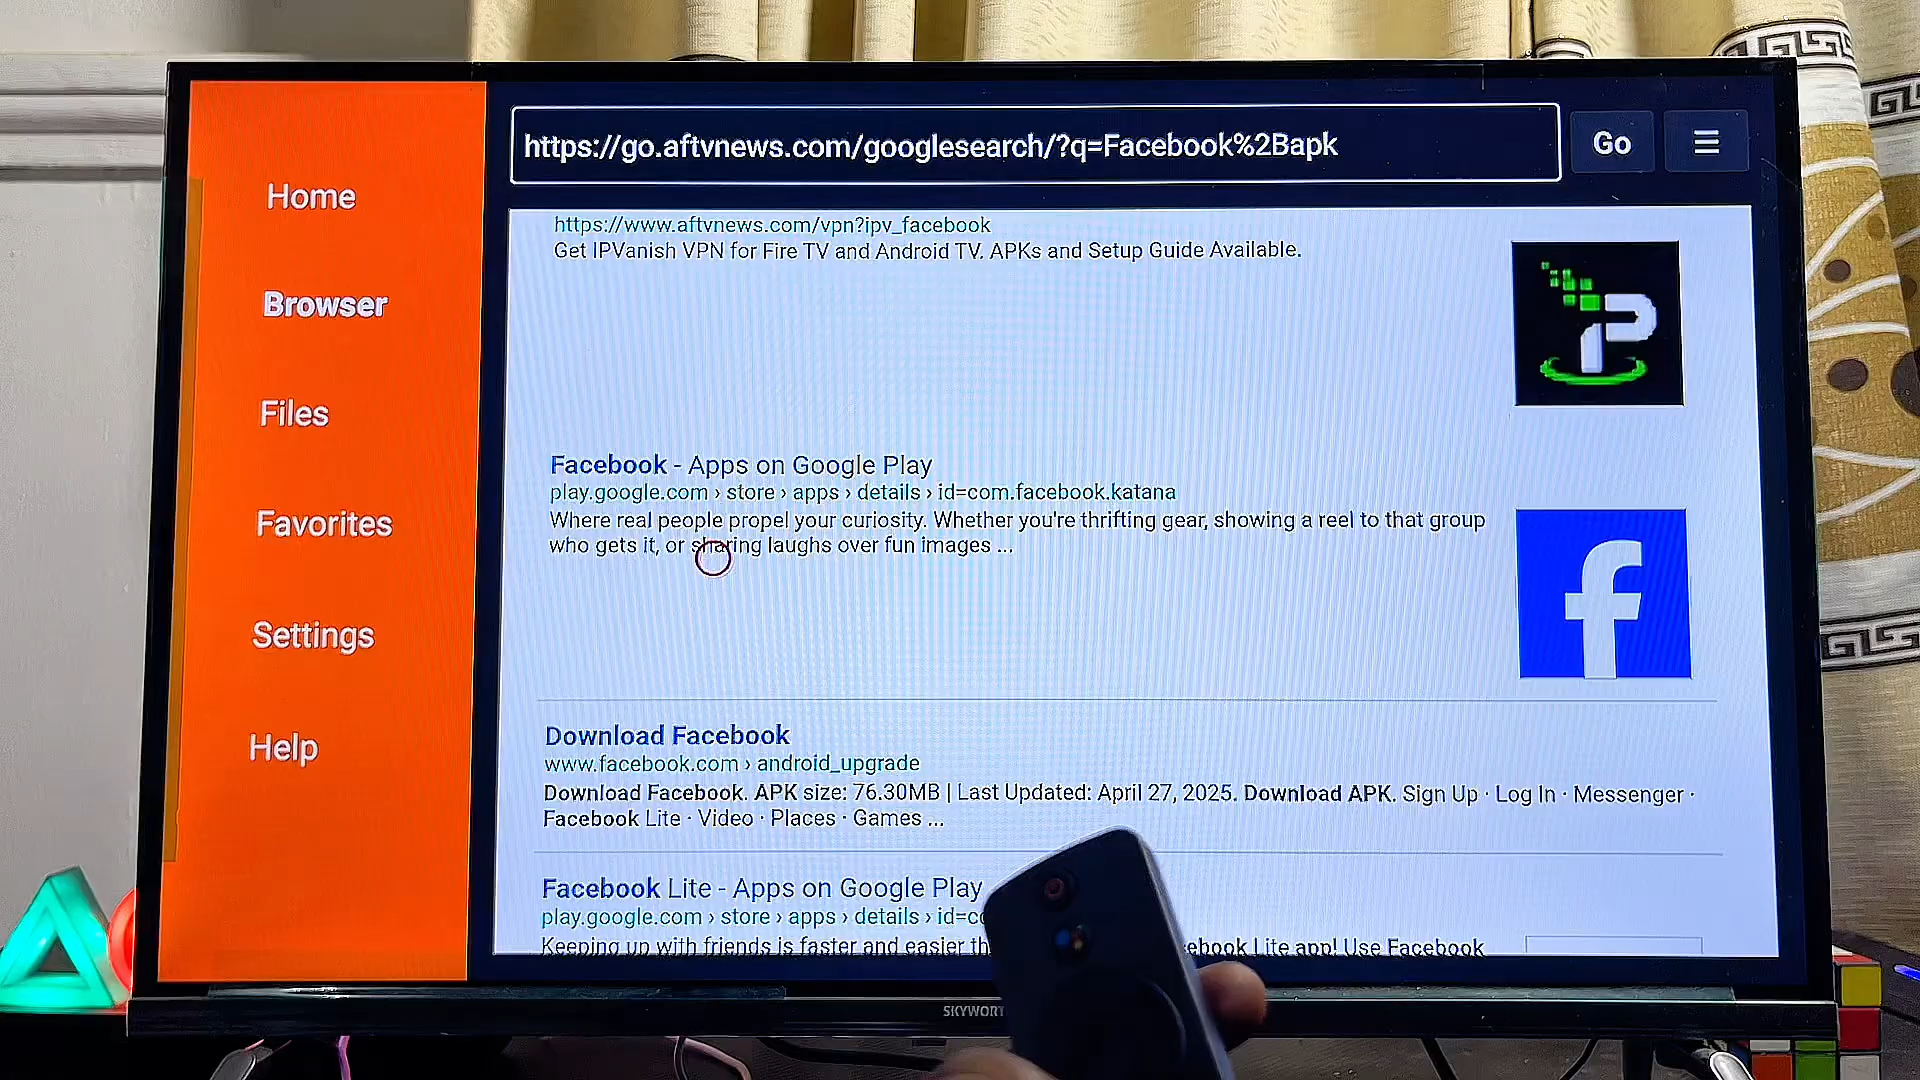 https://go.aftvnews.com/googlesearch/?q=Facebook%2Bapk
Go
☰
Home
Browser
Files
Favorites
Settings
Help
https://www.aftvnews.com/vpn?ipv_facebook
Get IPVanish VPN for Fire TV and Android TV. APKs and Setup Guide Available.
Facebook - Apps on Google Play
play.google.com › store › apps › details › id=com.facebook.katana
Where real people propel your curiosity. Whether you're thrifting gear, showing a reel to that group
who gets it, or sharing laughs over fun images ...
Download Facebook
www.facebook.com › android_upgrade
Download Facebook. APK size: 76.30MB | Last Updated: April 27, 2025. Download APK. Sign Up · Log In · Messenger ·
Facebook Lite · Video · Places · Games ...
Facebook Lite - Apps on Google Play
play.google.com › store › apps › details ›
Keeping up with friends is faster and easier Lite app! Use Facebook